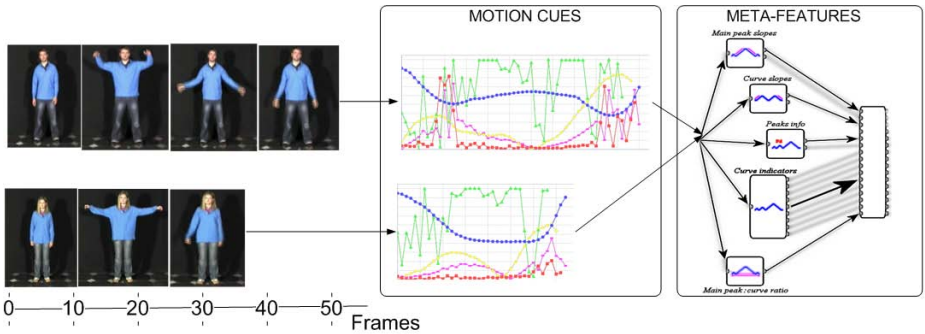 MOTION CUES
META-FEATURES
Main peak slopes
Curve slopes
Peaks info
Curve indicators
Main peak:curve ratio
0 10 20 30 40 50
Frames